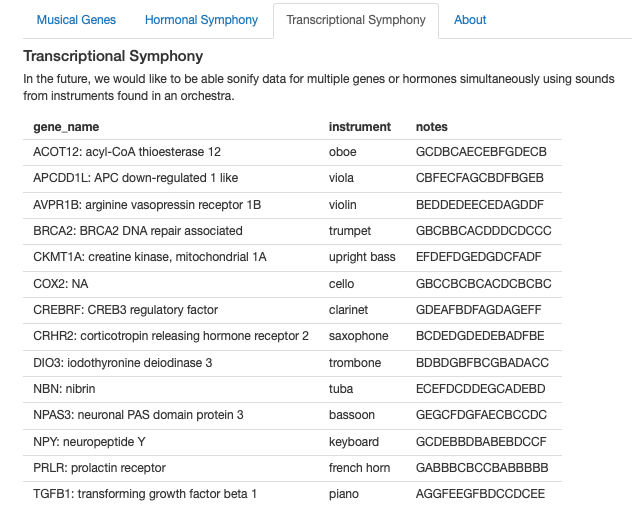 Musical Genes Hormonal Symphony Transcriptional Symphony About
Transcriptional Symphony
In the future, we would like to be able sonify data for multiple genes or hormones simultaneously using sounds
from instruments found in an orchestra.
gene_name instrument notes
ACOT12: acyl-CoA thioesterase 12 oboe GCDBCAECEBFGDECB
APCDD1L: APC down-regulated 1 like viola CBFECFAGCBDFBGEB
AVPR1B: arginine vasopressin receptor 1B violin BEDDEDEECEDAGDDF
BRCA2: BRCA2 DNA repair associated trumpet GBCBBCACDDDCDCCC
CKMT1A: creatine kinase, mitochondrial 1A upright bass EFDEFDGEDGDCFADF
COX2: NA cello GBCCBCBCACDCBCBC
CREBRF: CREB3 regulatory factor clarinet GDEAFBDFAGDAGEFF
CRHR2: corticotropin releasing hormone receptor 2 saxophone BCDEDGDEDEBADFBE
DIO3: iodothyronine deiodinase 3 trombone BDBDGBFBCGBADACC
NBN: nibrin tuba ECEFDCDDEGCADEBD
NPAS3: neuronal PAS domain protein 3 bassoon GEGCFDGFAECBCCDC
NPY: neuropeptide Y keyboard GCDEBBDBABEBDCCF
PRLR: prolactin receptor french horn GABBBCBCCBABBBBB
TGFB1: transforming growth factor beta 1 piano AGGFEEGFBDCCDCEE